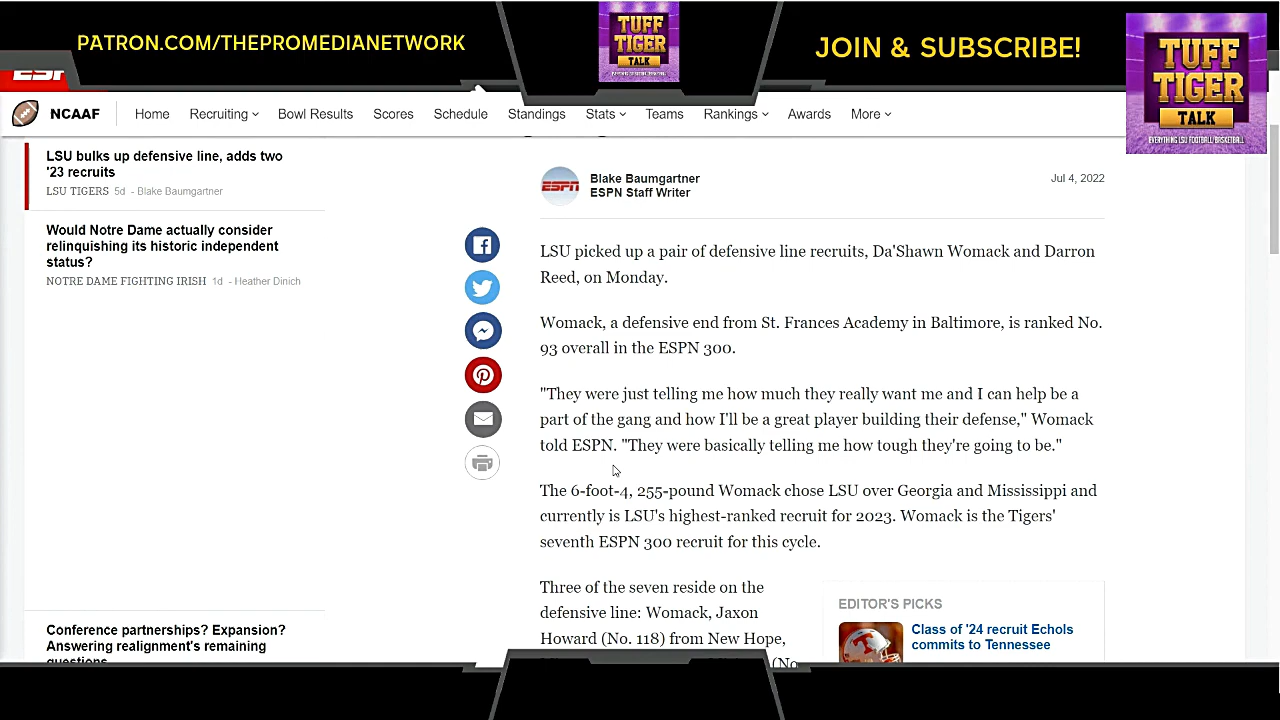 PATRON.COM/THEPROMEDIANETWORK
TUFF
TIGER
TALK
JOIN & SUBSCRIBE!
TUFF
TIGER
TALK
EVERYTHING LSU FOOTBALL/BASKETBALL
NCAAF
Home
Recruiting
Bowl Results
Scores
Schedule
Standings
Stats
Teams
Rankings
Awards
More
LSU bulks up defensive line, adds two
'23 recruits
LSU TIGERS 5d - Blake Baumgartner
Would Notre Dame actually consider
relinquishing its historic independent
status?
NOTRE DAME FIGHTING IRISH 1d - Heather Dinich
Conference partnerships? Expansion?
Answering realignment's remaining
questions
ESPN
Blake Baumgartner
ESPN Staff Writer
Jul 4, 2022
LSU picked up a pair of defensive line recruits, Da'Shawn Womack and Darron
Reed, on Monday.
Womack, a defensive end from St. Frances Academy in Baltimore, is ranked No.
93 overall in the ESPN 300.
"They were just telling me how much they really want me and I can help be a
part of the gang and how I'll be a great player building their defense," Womack
told ESPN. "They were basically telling me how tough they're going to be."
The 6-foot-4, 255-pound Womack chose LSU over Georgia and Mississippi and
currently is LSU's highest-ranked recruit for 2023. Womack is the Tigers'
seventh ESPN 300 recruit for this cycle.
Three of the seven reside on the
defensive line: Womack, Jaxon
Howard (No. 118) from New Hope,
(No
EDITOR'S PICKS
Class of '24 recruit Echols
commits to Tennessee